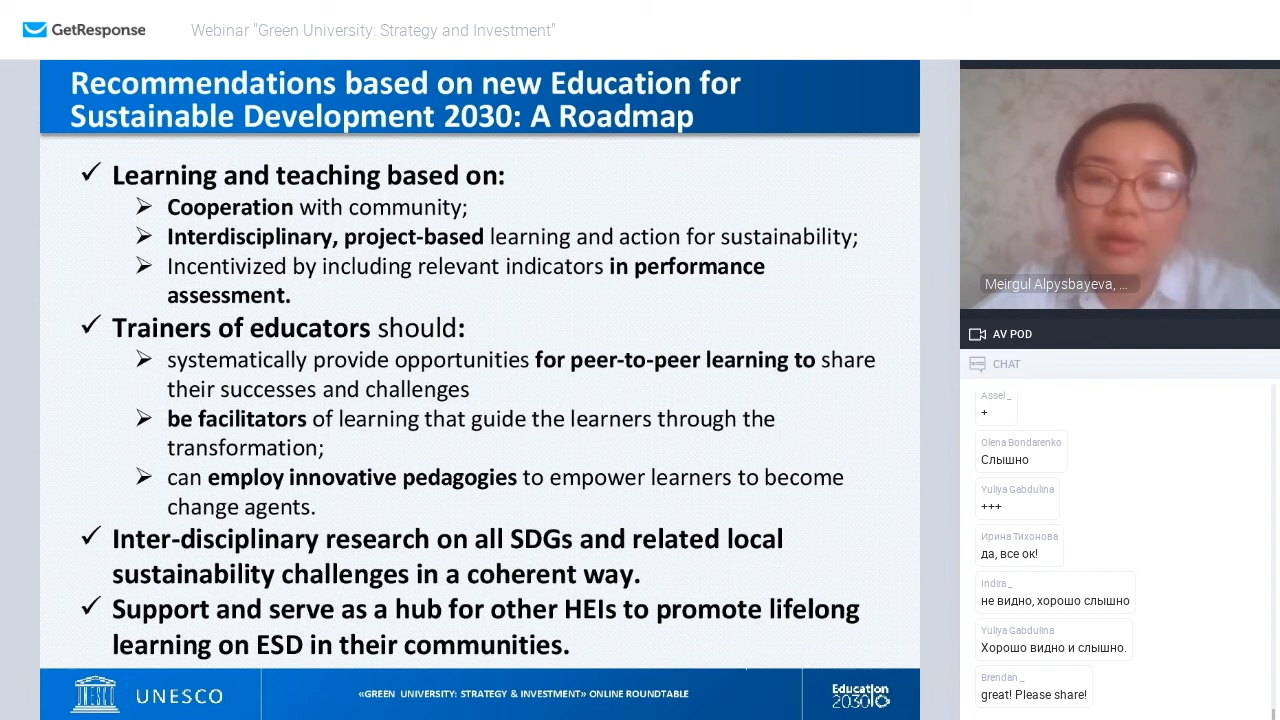 GetResponse
Webinar "Green University: Strategy and Investment"
Recommendations based on new Education for
Sustainable Development 2030: A Roadmap
Learning and teaching based on:
Cooperation with community;
Interdisciplinary, project-based learning and action for sustainability;
Incentivized by including relevant indicators in performance
assessment.
Trainers of educators should:
systematically provide opportunities for peer-to-peer learning to share
their successes and challenges
be facilitators of learning that guide the learners through the
transformation;
can employ innovative pedagogies to empower learners to become
change agents.
Inter-disciplinary research on all SDGs and related local
sustainability challenges in a coherent way.
Support and serve as a hub for other HEIs to promote lifelong
learning on ESD in their communities.
UNESCO
«GREEN UNIVERSITY: STRATEGY & INVESTMENT» ONLINE ROUNDTABLE
Education
2030
Meirgul Alpysbayeva, ...
AV POD
CHAT
Assel_
+
Olena Bondarenko
Слышно
Yuliya Gabdulina
+++
Ирина Тихонова
да, все ок!
Indira_
не видно, хорошо слышно
Yuliya Gabdulina
Хорошо видно и слышно.
Brendan _
great! Please share!